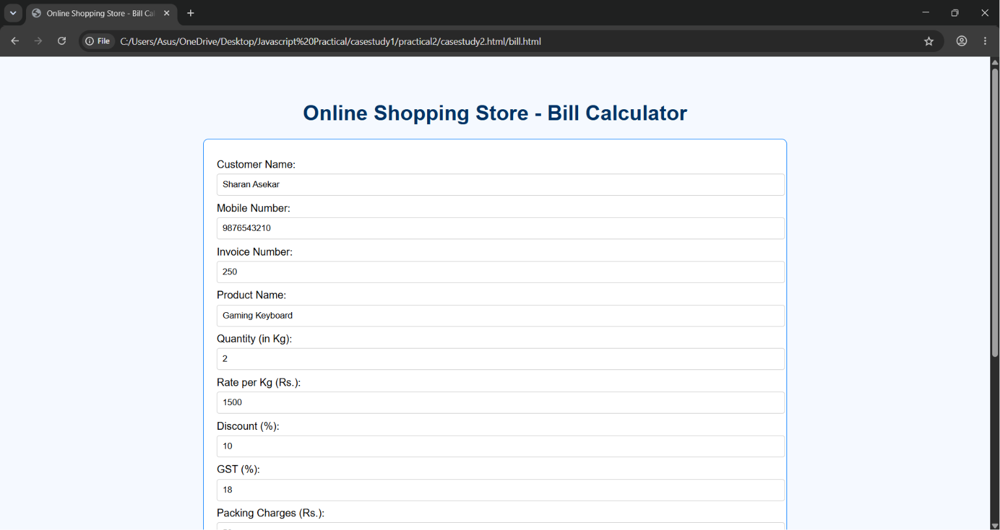 Online Shopping Store - Bill Cal
File
C:/Users/Asus/OneDrive/Desktop/Javascript%20Practical/casestudy1/practical2/casestudy2.html/bill.html
Online Shopping Store - Bill Calculator
Customer Name:
Sharan Asekar
Mobile Number:
9876543210
Invoice Number:
250
Product Name:
Gaming Keyboard
Quantity (in Kg):
2
Rate per Kg (Rs.):
1500
Discount (%):
10
GST (%):
18
Packing Charges (Rs.):